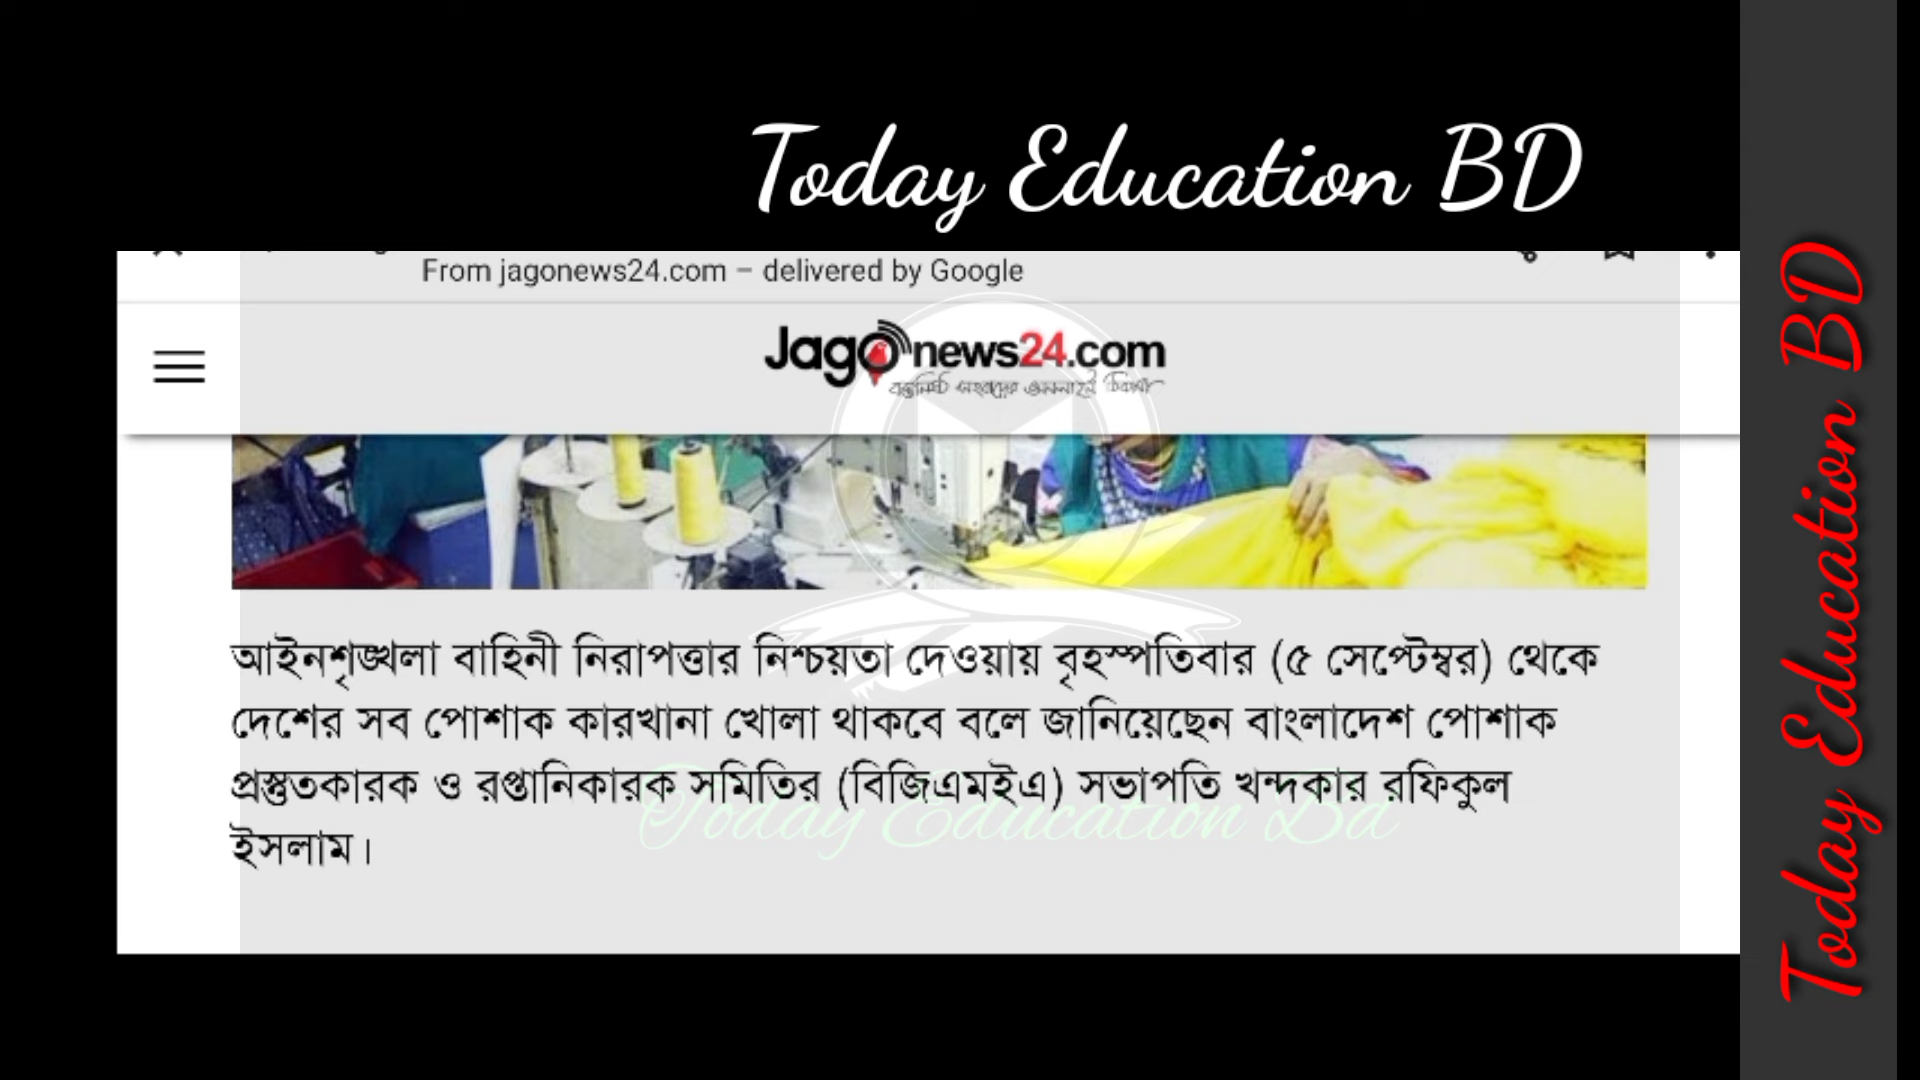 Today Education BD
From jagonews24.com – delivered by Google
Jagonews24.com
আইনশৃঙ্খলা বাহিনী নিরাপত্তার নিশ্চয়তা দেওয়ায় বৃহস্পতিবার (৫ সেপ্টেম্বর) থেকে
দেশের সব পোশাক কারখানা খোলা থাকবে বলে জানিয়েছেন বাংলাদেশ পোশাক
প্রস্তুতকারক ও রপ্তানিকারক সমিতির (বিজিএমইএ) সভাপতি খন্দকার রফিকুল
ইসলাম।
Today Education Bd
Today Education BD